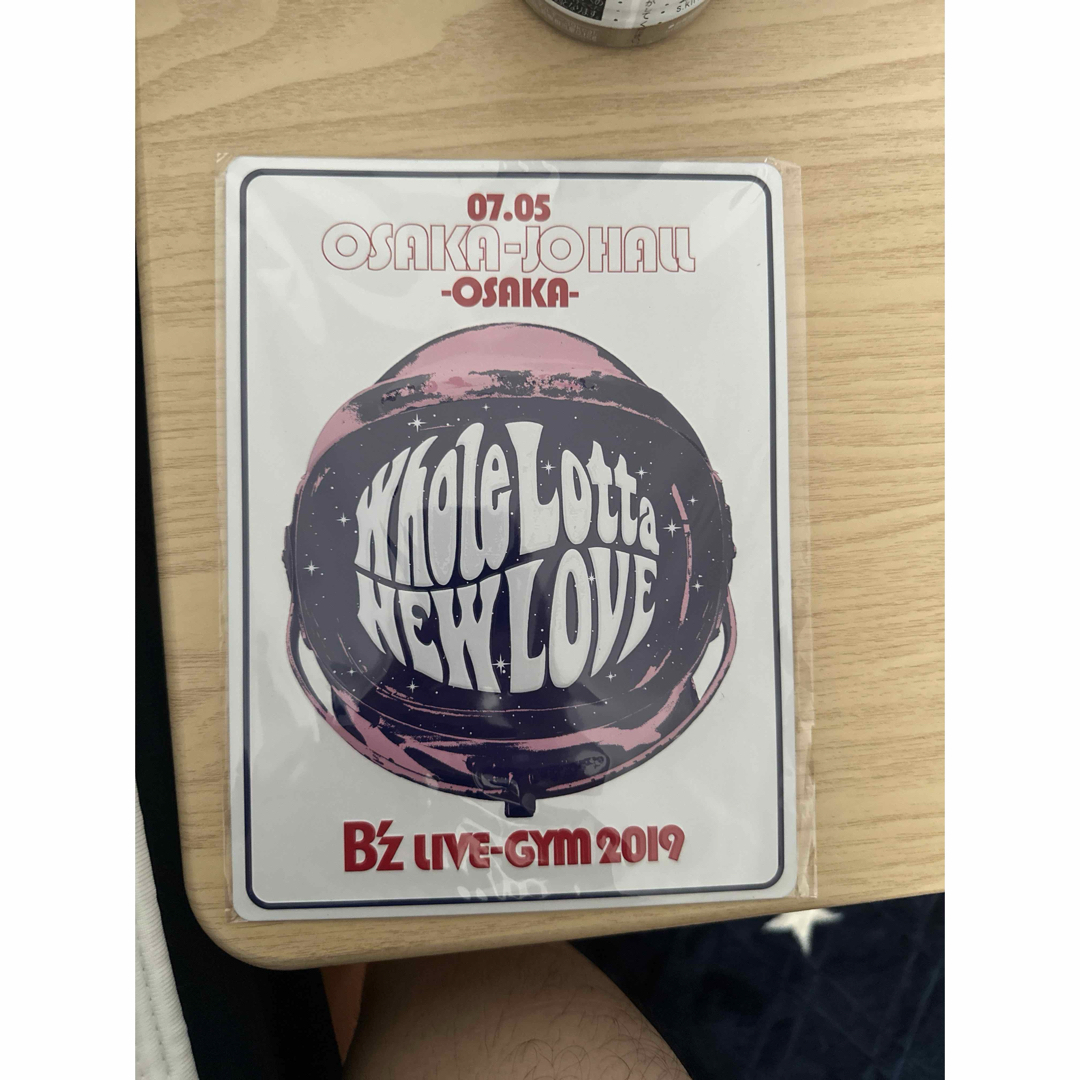 07.05
OSAKA-JO HALL
-OSAKA-
Whole Lotta
NEW LOVE
B'z LIVE-GYM 2019